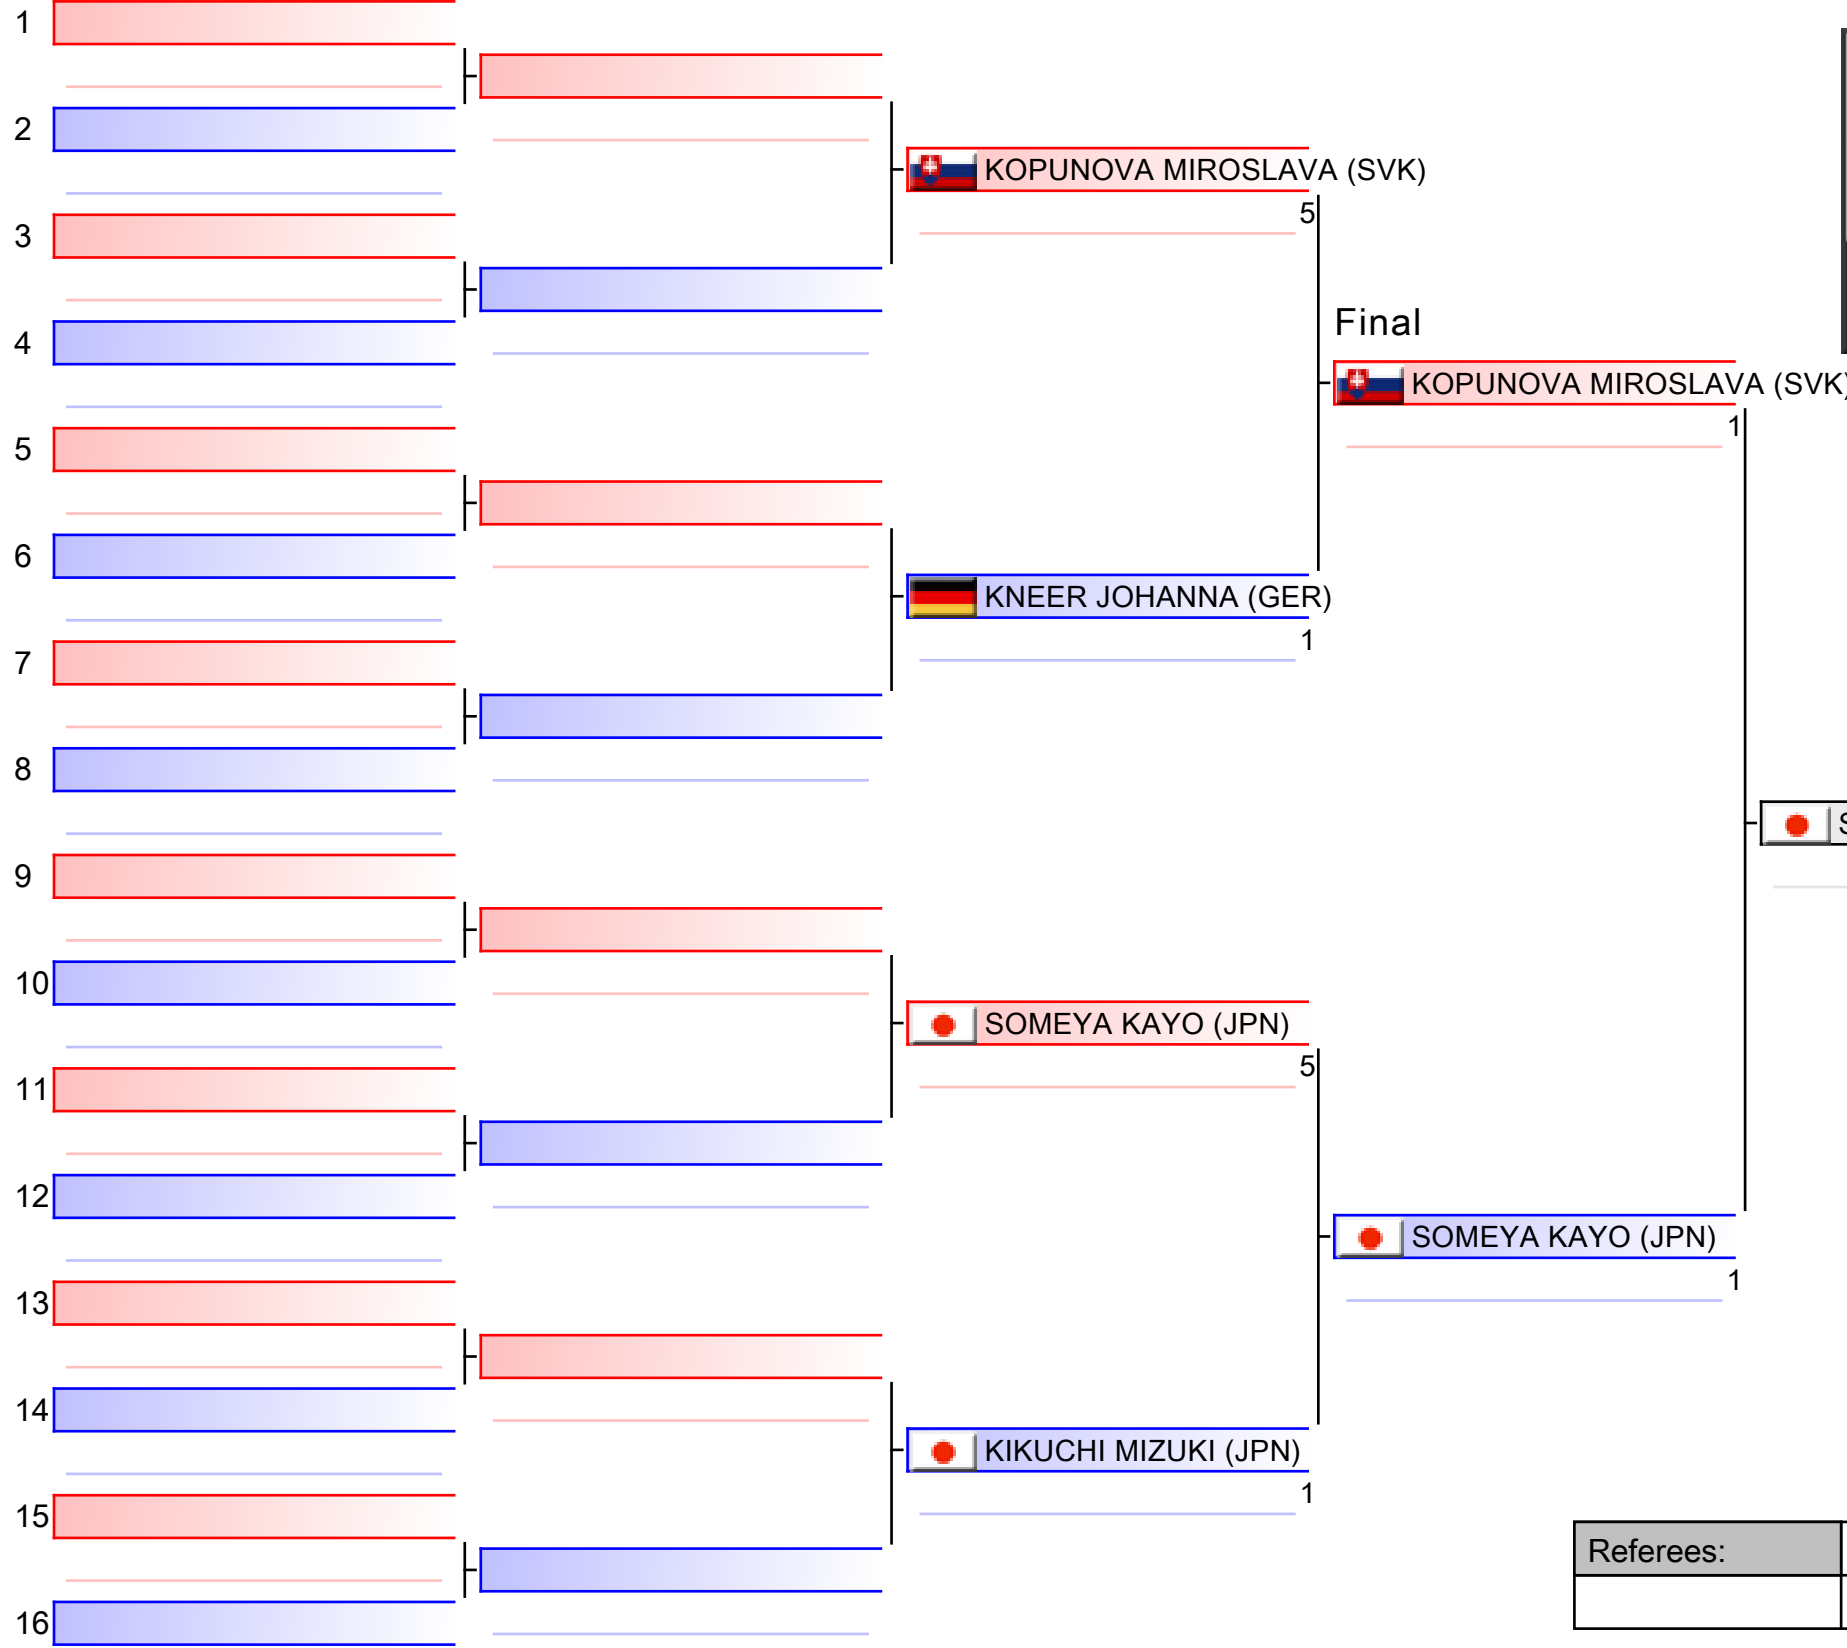 1
2
3
4
5
6
7
8
9
10
11
12
13
14
15
16
KOPUNOVA MIROSLAVA (SVK)
5
KNEER JOHANNA (GER)
1
SOMEYA KAYO (JPN)
5
KIKUCHI MIZUKI (JPN)
1
Final
KOPUNOVA MIROSLAVA (SVK)
1
SOMEYA KAYO (JPN)
1
Referees: